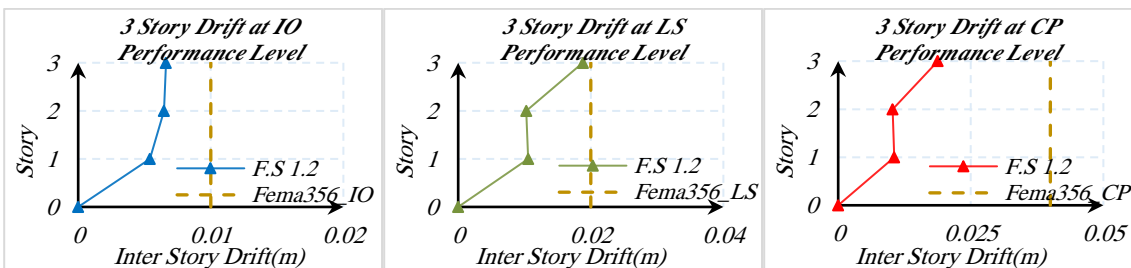 3 Story Drift at IO
Performance Level
3
2
1
0
Story
F.S 1.2
Fema356_IO
0
0.01
0.02
Inter Story Drift(m)
3 Story Drift at LS
Performance Level
3
2
1
0
Story
F.S 1.2
Fema356_LS
0
0.02
0.04
Inter Story Drift(m)
3 Story Drift at CP
Performance Level
3
2
1
0
Story
F.S 1.2
Fema356_CP
0
0.025
0.05
Inter Story Drift(m)